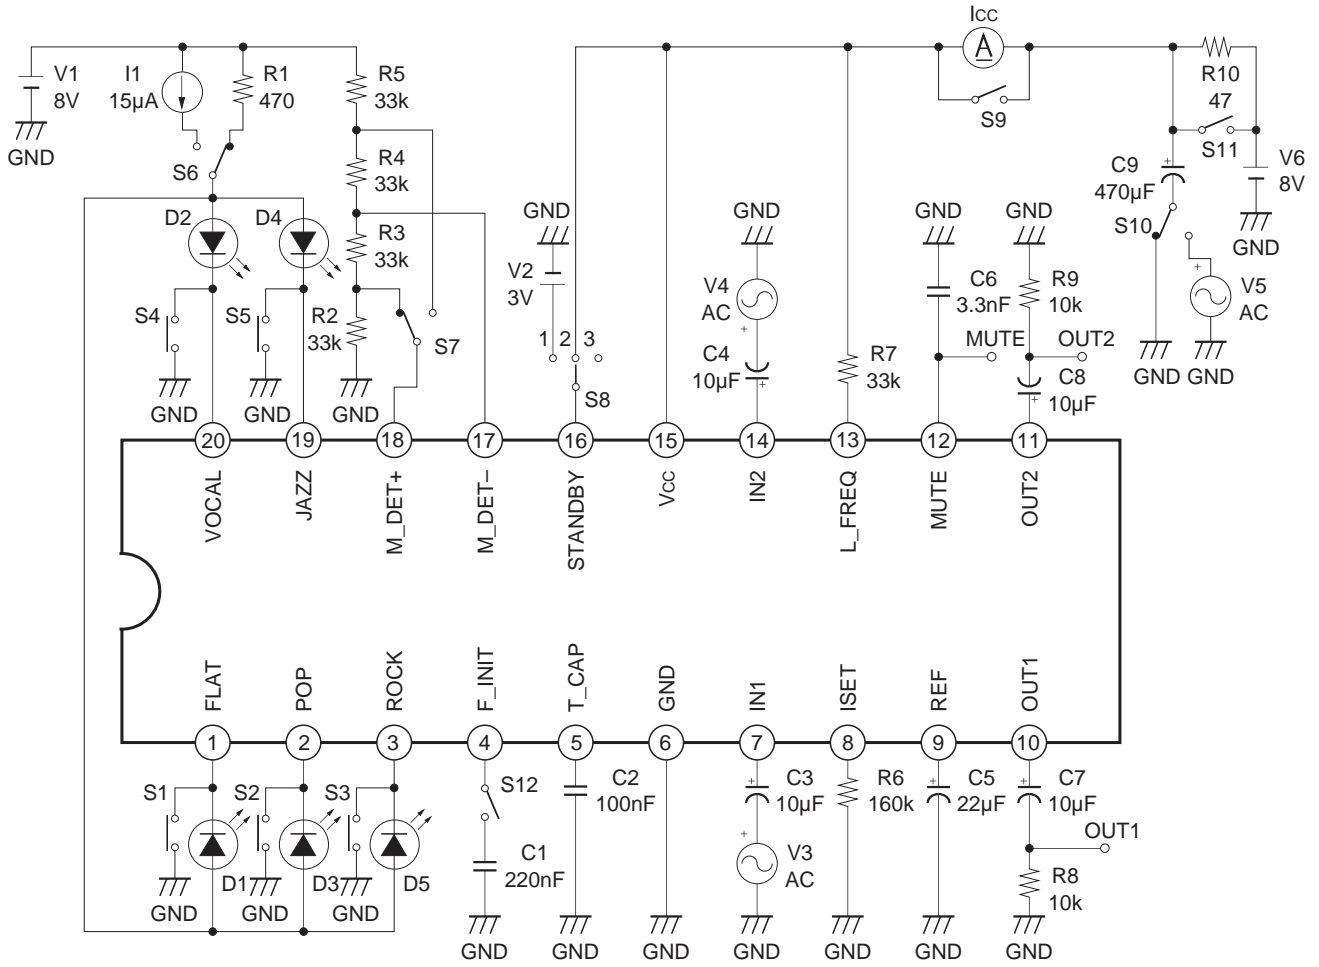 ICC
A
V1
8V
GND
I1
15µA
R1
470
R5
33k
S6
R4
33k
S9
R10
47
S11
C9
470µF
V6
8V
GND
D2
D4
R3
33k
GND
GND
GND
GND
S10
V2
3V
V4
AC
C6
3.3nF
R9
10k
V5
AC
S4
S5
R2
33k
S7
1 2 3
MUTE
OUT2
C4
10µF
R7
33k
C8
10µF
GND
GND
GND
GND
GND
S8
20
19
18
17
16
15
14
13
12
11
VOCAL
JAZZ
M_DET+
M_DET–
STANDBY
VCC
IN2
L_FREQ
MUTE
OUT2
FLAT
POP
ROCK
F_INIT
T_CAP
GND
IN1
ISET
REF
OUT1
1
2
3
4
5
6
7
8
9
10
S1
S2
S3
S12
C2
100nF
C3
10µF
R6
160k
C5
22µF
C7
10µF
OUT1
C1
220nF
V3
AC
R8
10k
D1
D3
D5
GND
GND
GND
GND
GND
GND
GND
GND
GND
GND